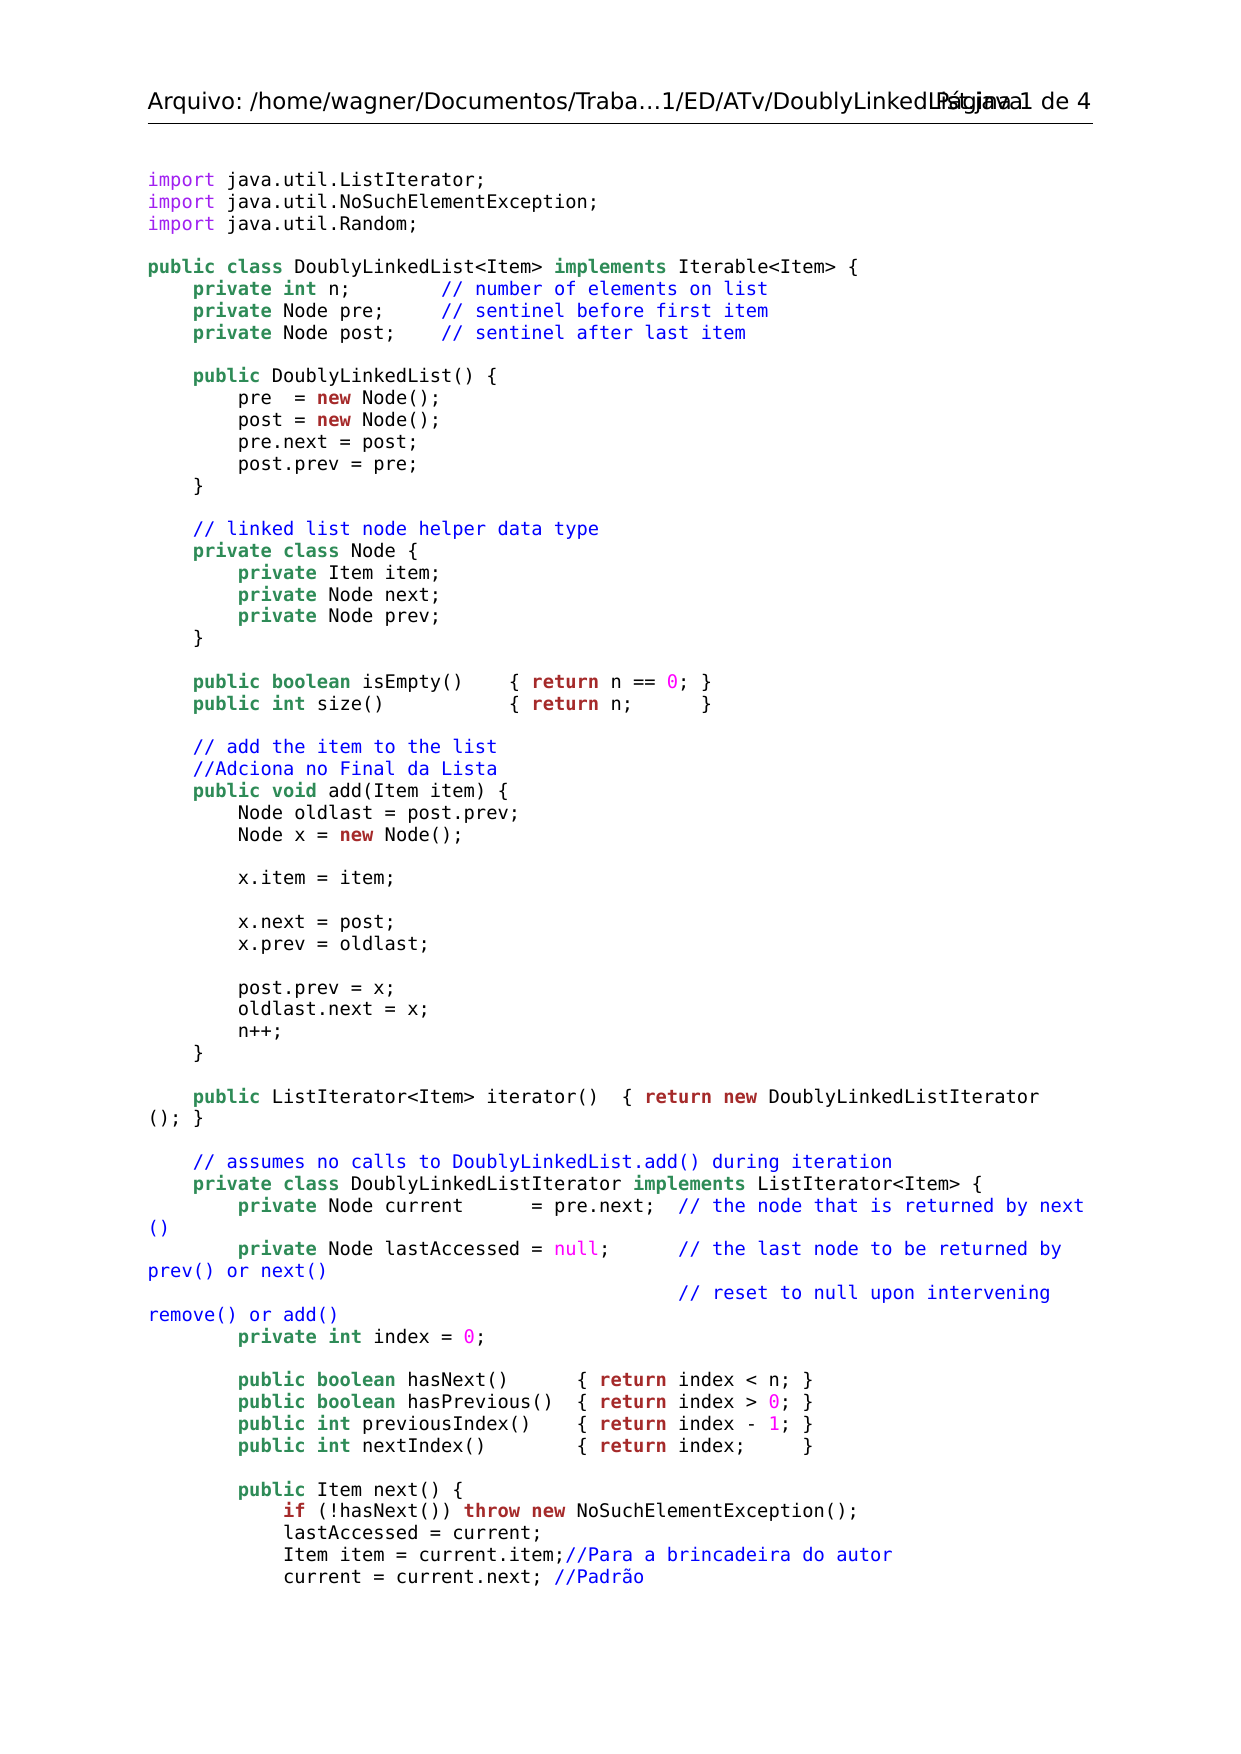 Arquivo: /home/wagner/Documentos/Traba…1/ED/ATv/DoublyLinkedList.java Página 1 de 4
import java.util.ListIterator;
import java.util.NoSuchElementException;
import java.util.Random;
public class DoublyLinkedList<Item> implements Iterable<Item> {
    private int n;        // number of elements on list
    private Node pre;     // sentinel before first item
    private Node post;    // sentinel after last item
    public DoublyLinkedList() {
        pre  = new Node();
        post = new Node();
        pre.next = post;
        post.prev = pre;
    }
    // linked list node helper data type
    private class Node {
        private Item item;
        private Node next;
        private Node prev;
    }
    public boolean isEmpty()    { return n == 0; }
    public int size()           { return n;      }
    // add the item to the list
    //Adciona no Final da Lista
    public void add(Item item) {
        Node oldlast = post.prev;
        Node x = new Node();
        x.item = item;
        x.next = post;
        x.prev = oldlast;
        post.prev = x;
        oldlast.next = x;
        n++;
    }
    public ListIterator<Item> iterator()  { return new DoublyLinkedListIterator
(); }
    // assumes no calls to DoublyLinkedList.add() during iteration
    private class DoublyLinkedListIterator implements ListIterator<Item> {
        private Node current      = pre.next;  // the node that is returned by next
()
        private Node lastAccessed = null;      // the last node to be returned by
prev() or next()
                                               // reset to null upon intervening
remove() or add()
        private int index = 0;
        public boolean hasNext()      { return index < n; }
        public boolean hasPrevious()  { return index > 0; }
        public int previousIndex()    { return index - 1; }
        public int nextIndex()        { return index;     }
        public Item next() {
            if (!hasNext()) throw new NoSuchElementException();
            lastAccessed = current;
            Item item = current.item;//Para a brincadeira do autor
            current = current.next; //Padrão